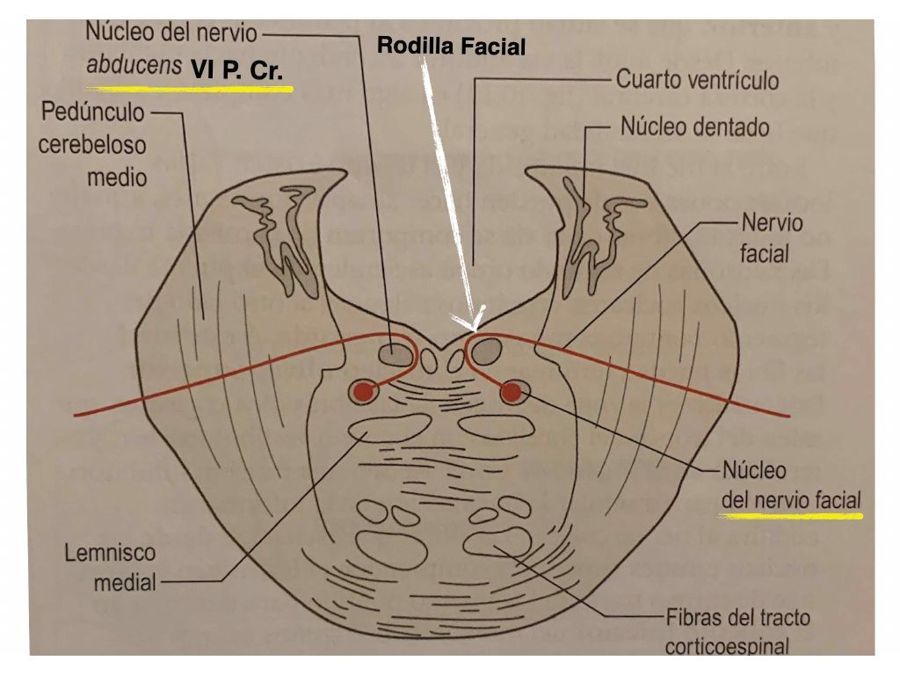 Núcleo del nervio
abducens VI P. Cr.
Rodilla Facial
Cuarto ventrículo
Pedúnculo
cerebeloso
medio
Núcleo dentado
Nervio
facial
Núcleo
del nervio facial
Lemnisco
medial
Fibras del tracto
corticoespinal